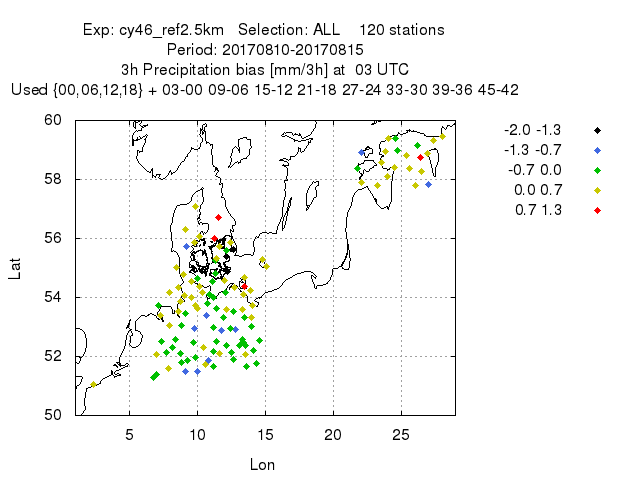 Exp: cy46_ref2.5km   Selection: ALL    120 stations
Period: 20170810-20170815
3h Precipitation bias [mm/3h] at  03 UTC
Used {00,06,12,18} + 03-00 09-06 15-12 21-18 27-24 33-30 39-36 45-42
-2.0 -1.3
-1.3 -0.7
-0.7 0.0
0.0 0.7
0.7 1.3
60
58
56
54
52
50
Lat
5 10 15 20 25
Lon